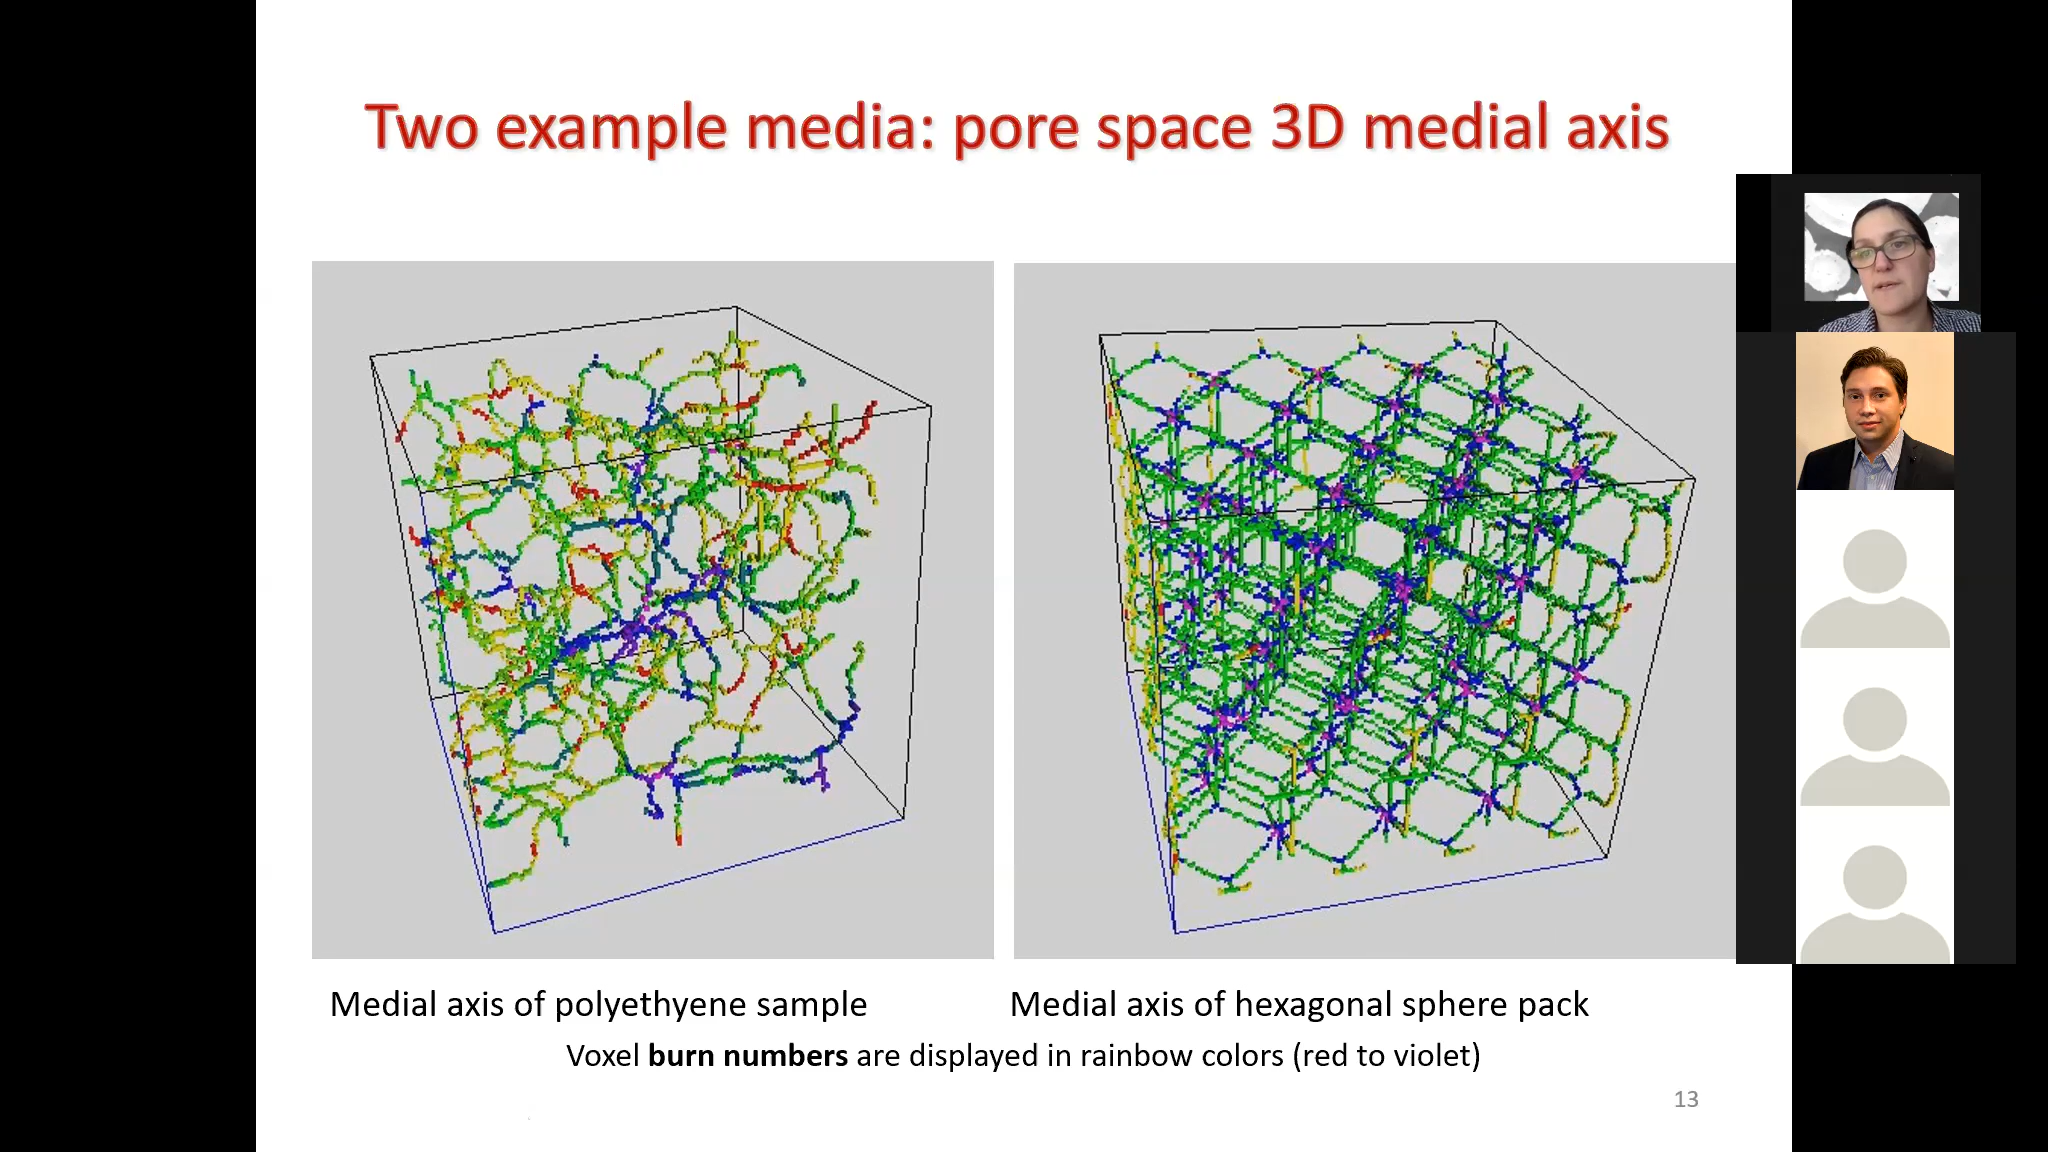 Two example media: pore space 3D medial axis
Medial axis of polyethyene sample
Medial axis of hexagonal sphere pack
Voxel burn numbers are displayed in rainbow colors (red to violet)
13